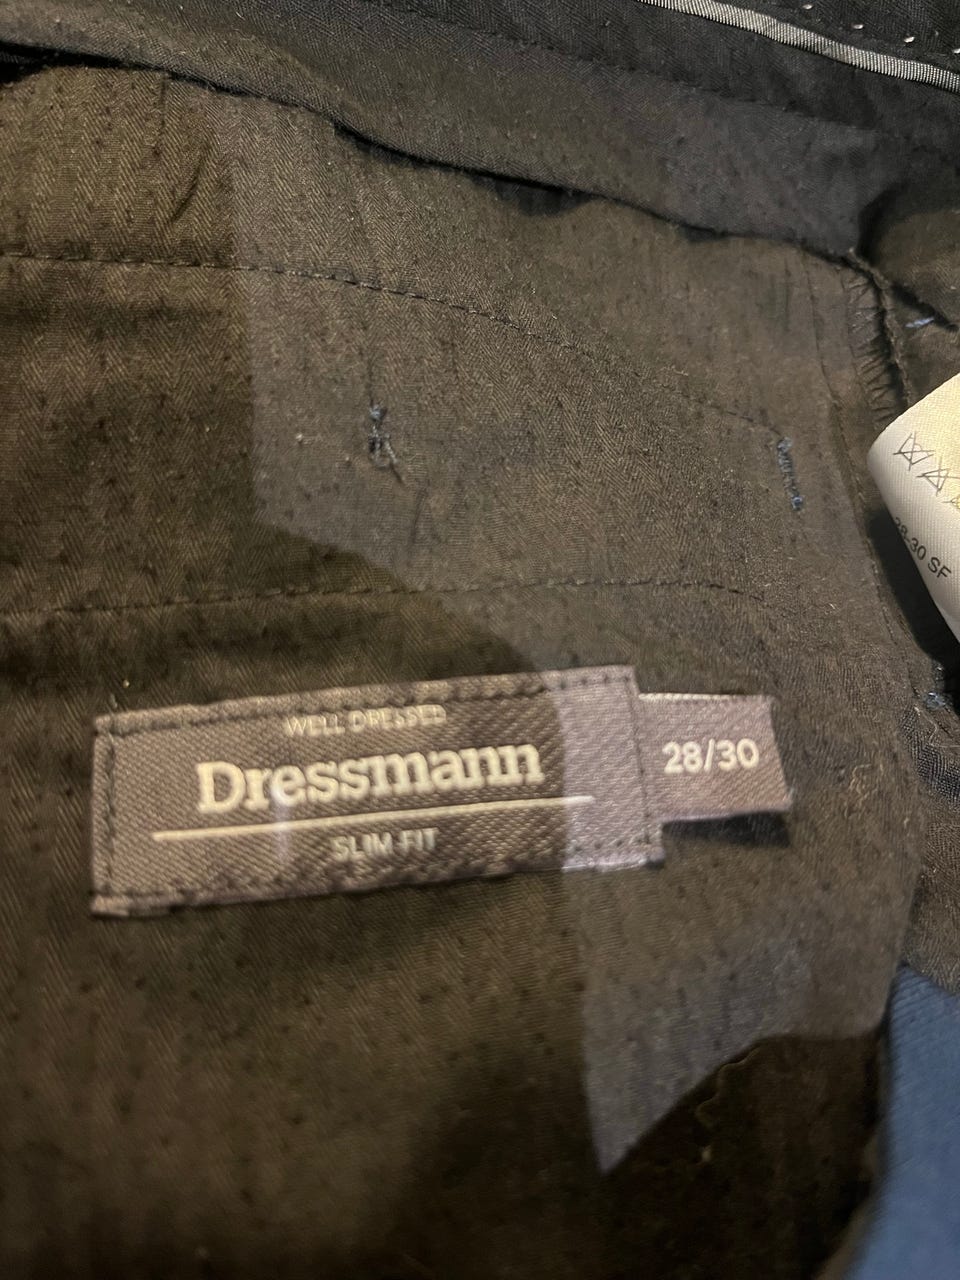 WELL DRESSED
Dressmann
SLIM FIT
28/30
28-30 SF